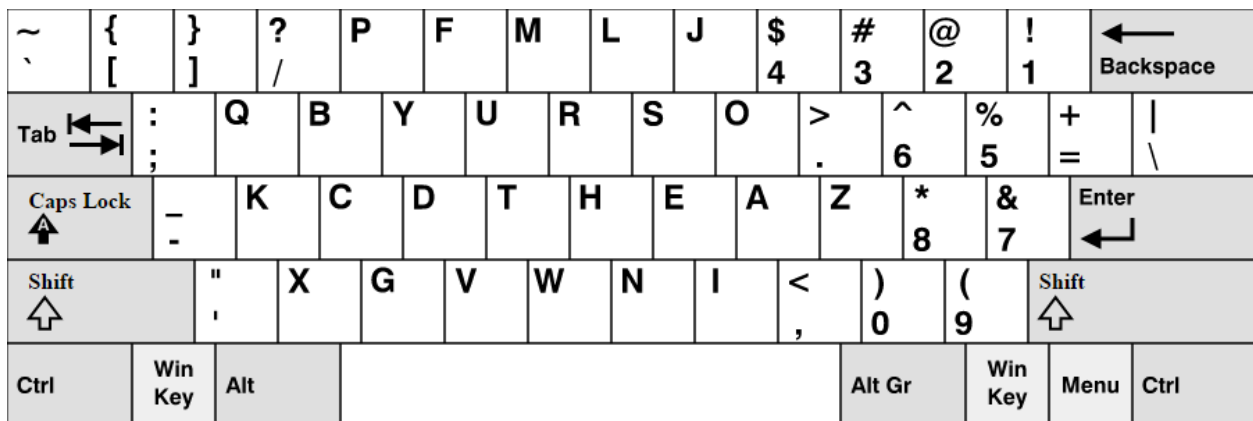 ~ { } ? P F M L J $ # @ !
` [ ] / 4 3 2 1 Backspace
Tab : Q B Y U R S O > ^ % + |
; . 6 5 = \
Caps Lock _ K C D T H E A Z * & Enter
A - 8 7
Shift " X G V W N I < ) ( Shift
' , 0 9
Ctrl Win Key Alt Alt Gr Win Key Menu Ctrl